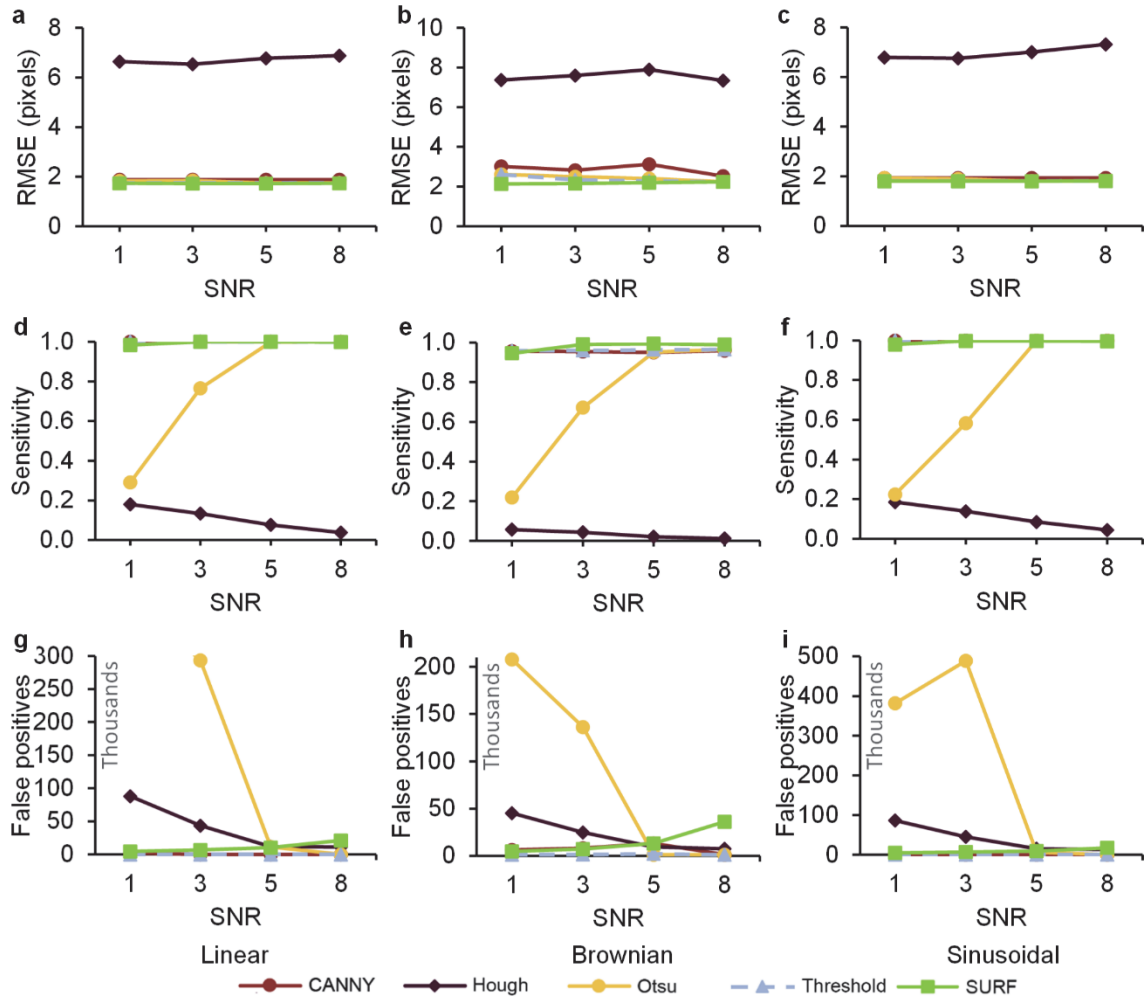 a
8
6
4
2
0
RMSE (pixels)
1 3 5 8
SNR
b
10
8
6
4
2
0
RMSE (pixels)
1 3 5 8
SNR
c
8
6
4
2
0
RMSE (pixels)
1 3 5 8
SNR
d
1.0
0.8
0.6
0.4
0.2
0.0
Sensitivity
1 3 5 8
SNR
e
1.0
0.8
0.6
0.4
0.2
0.0
Sensitivity
1 3 5 8
SNR
f
1.0
0.8
0.6
0.4
0.2
0.0
Sensitivity
1 3 5 8
SNR
g
300
250
200
150
100
50
0
False positives
Thousands
1 3 5 8
SNR
Linear
h
200
150
100
50
0
False positives
Thousands
1 3 5 8
SNR
Brownian
i
500
400
300
200
100
0
False positives
Thousands
1 3 5 8
SNR
Sinusoidal
CANNY Hough Otsu Threshold SURF